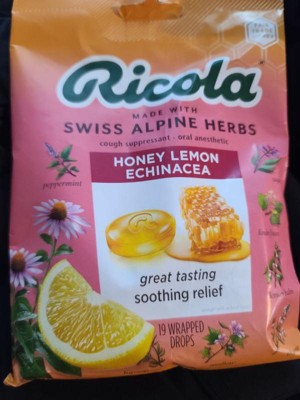 Ricola
MADE WITH
SWISS ALPINE HERBS
cough suppressant · oral anesthetic
HONEY LEMON
ECHINACEA
peppermint
great tasting
soothing relief
19 WRAPPED
DROPS